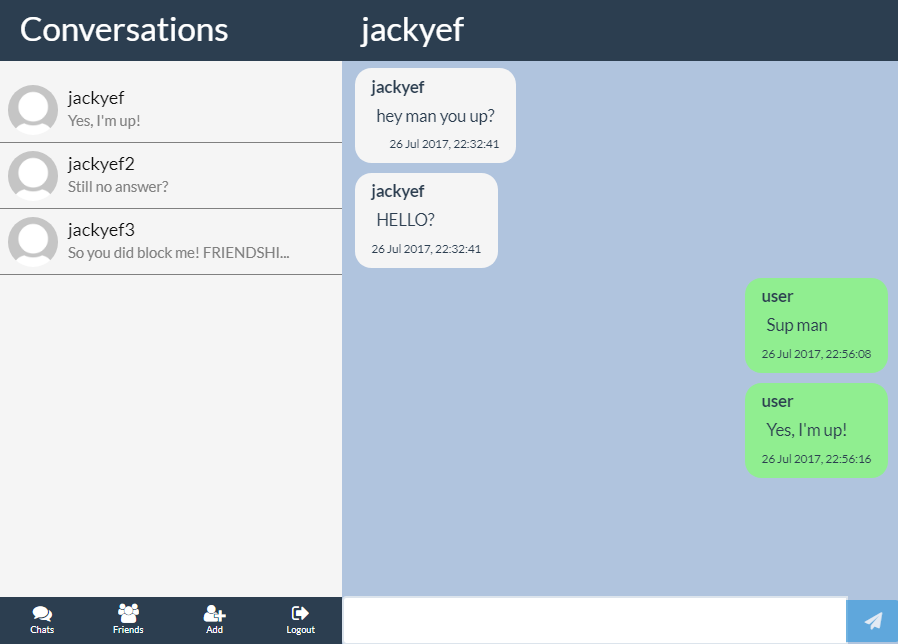 Conversations
jackyef
jackyef
Yes, I'm up!
jackyef2
Still no answer?
jackyef3
So you did block me! FRIENDSHI...
jackyef
hey man you up?
26 Jul 2017, 22:32:41
jackyef
HELLO?
26 Jul 2017, 22:32:41
user
Sup man
26 Jul 2017, 22:56:08
user
Yes, I'm up!
26 Jul 2017, 22:56:16
Chats
Friends
Add
Logout